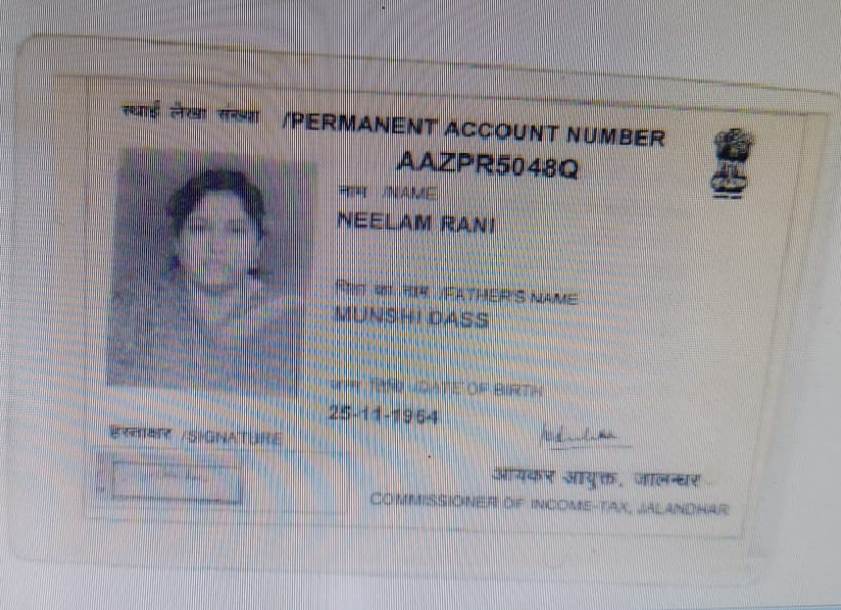 स्थाई लेखा संख्या /PERMANENT ACCOUNT NUMBER
AAZPR5048Q
नाम /NAME
NEELAM RANI
पिता का नाम /FATHER'S NAME
MUNSHI DASS
जन्म तिथि /DATE OF BIRTH
25-11-1964
हस्ताक्षर /SIGNATURE
आयकर आयुक्त, जालन्धर
COMMISSIONER OF INCOME-TAX, JALANDHAR